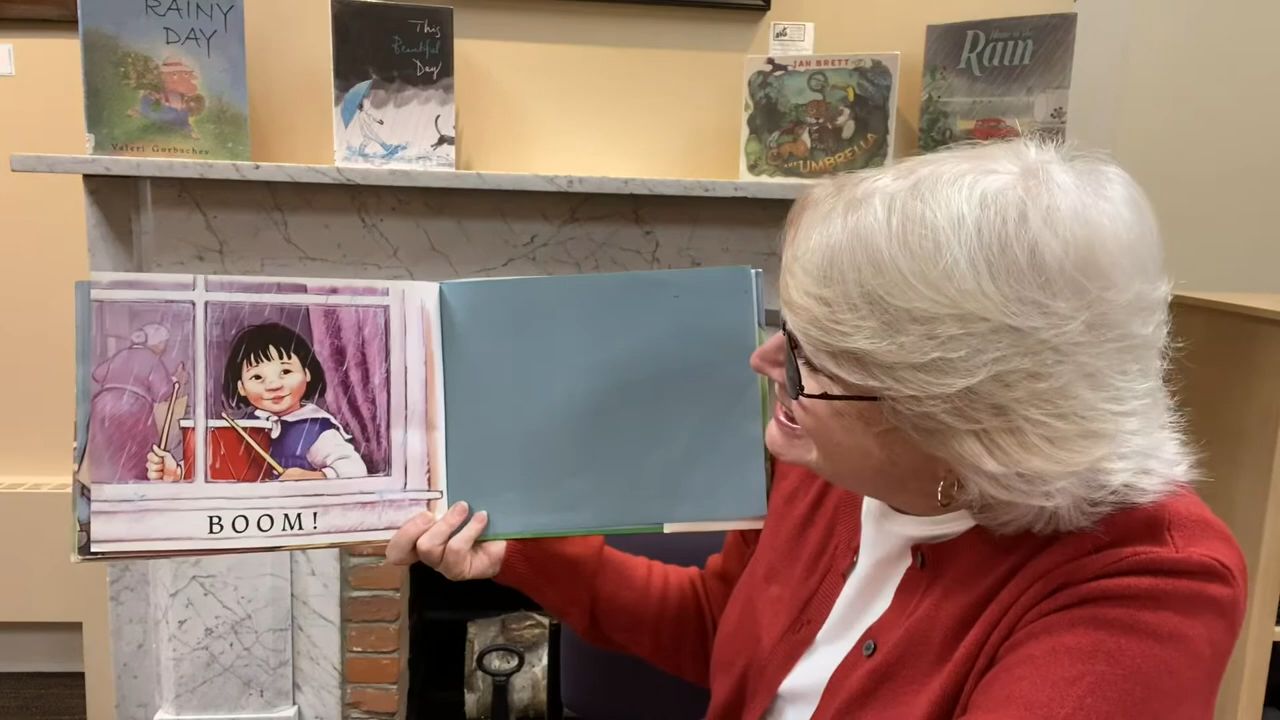 RAINY
DAY
Valeri Gorbachev
This
Beautiful
Day
JAN BRETT
UMBRELLA
Rain
BOOM!